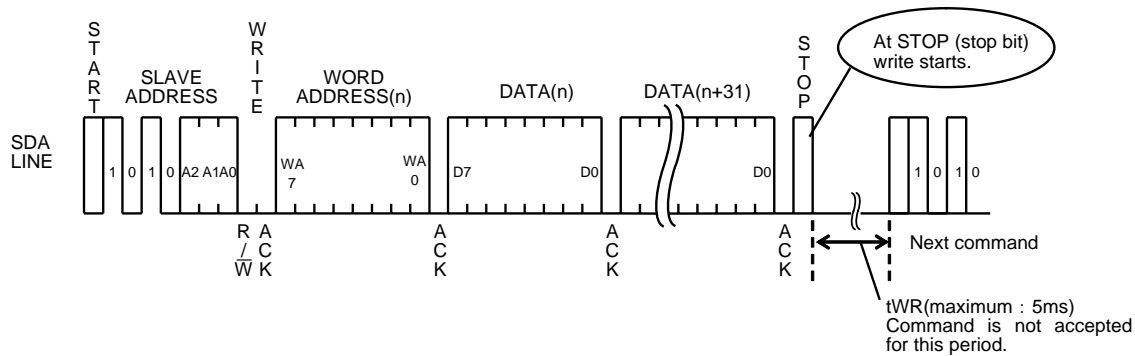 START
SLAVE
ADDRESS
WRITE
WORD
ADDRESS(n)
DATA(n)
DATA(n+31)
STOP
At STOP (stop bit)
write starts.
SDA
LINE
1 0 1 0 A2 A1A0
WA
7
WA
0
D7
D0
D0
1 0 1 0
R
/
W
ACK
ACK
ACK
ACK
Next command
tWR(maximum : 5ms)
Command is not accepted
for this period.